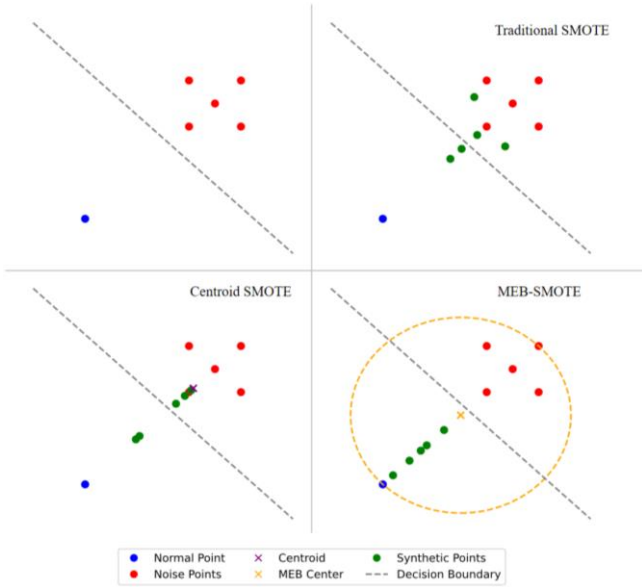 Traditional SMOTE
Centroid SMOTE
MEB-SMOTE
Normal Point
Centroid
Synthetic Points
Noise Points
MEB Center
Decision Boundary